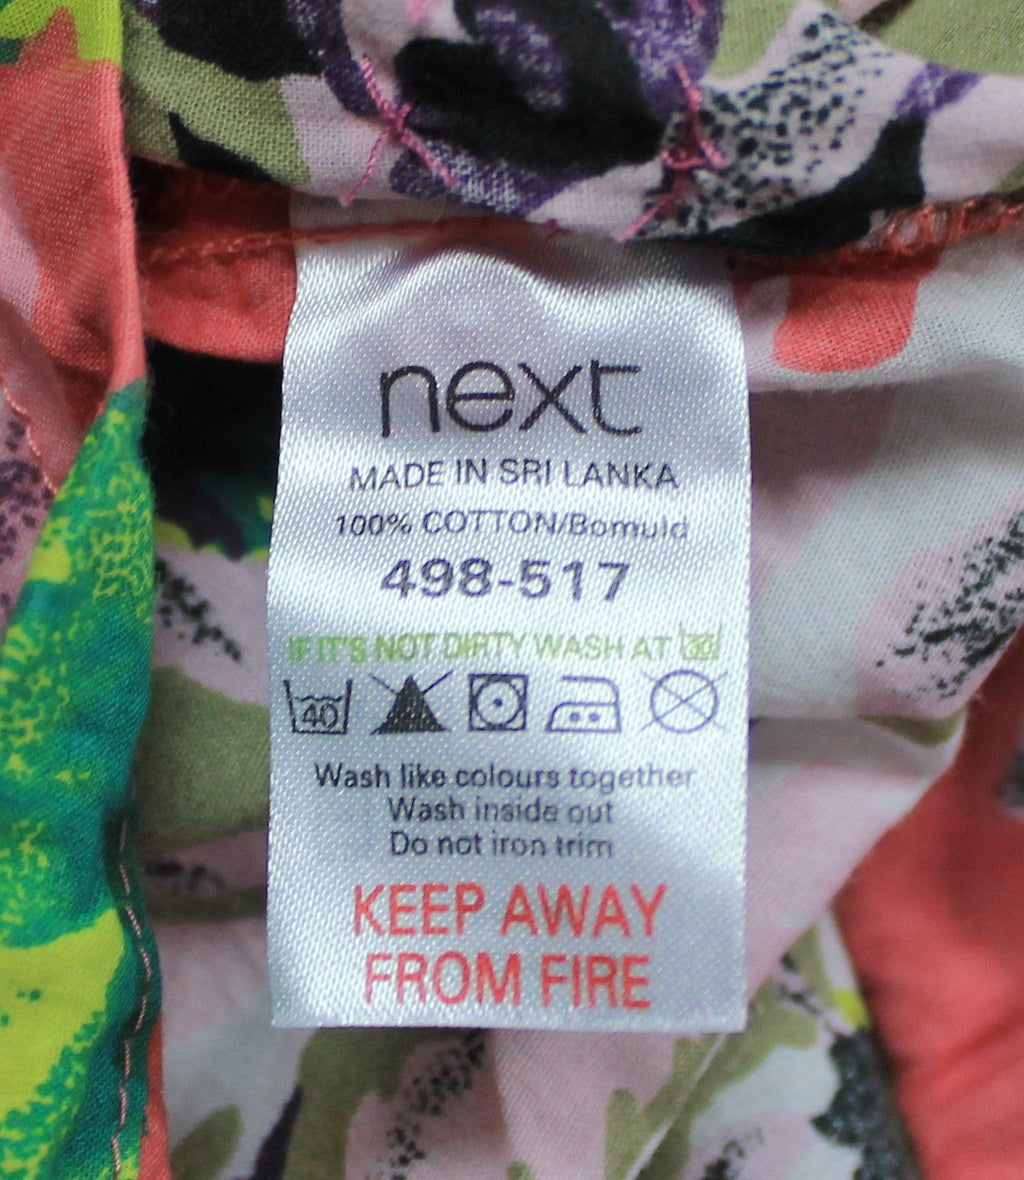 next
MADE IN SRI LANKA
100% COTTON/Bomuld
498-517
IF IT'S NOT DIRTY WASH AT 30
40
Wash like colours together
Wash inside out
Do not iron trim
KEEP AWAY
FROM FIRE